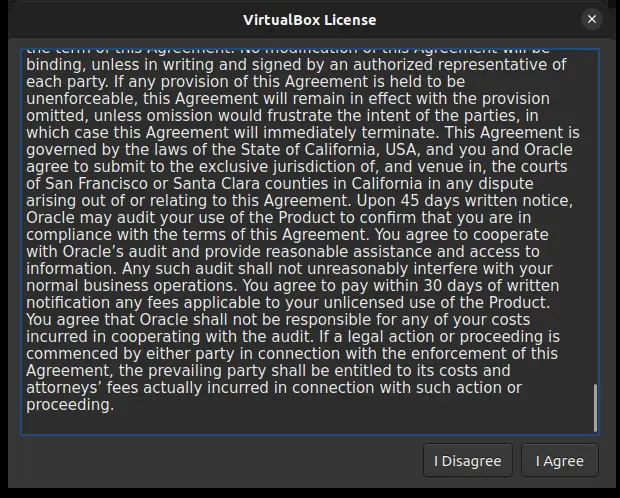 VirtualBox License
the term of this Agreement. No modification of this Agreement will be
binding, unless in writing and signed by an authorized representative of
each party. If any provision of this Agreement is held to be
unenforceable, this Agreement will remain in effect with the provision
omitted, unless omission would frustrate the intent of the parties, in
which case this Agreement will immediately terminate. This Agreement is
governed by the laws of the State of California, USA, and you and Oracle
agree to submit to the exclusive jurisdiction of, and venue in, the courts
of San Francisco or Santa Clara counties in California in any dispute
arising out of or relating to this Agreement. Upon 45 days written notice,
Oracle may audit your use of the Product to confirm that you are in
compliance with the terms of this Agreement. You agree to cooperate
with Oracle’s audit and provide reasonable assistance and access to
information. Any such audit shall not unreasonably interfere with your
normal business operations. You agree to pay within 30 days of written
notification any fees applicable to your unlicensed use of the Product.
You agree that Oracle shall not be responsible for any of your costs
incurred in cooperating with the audit. If a legal action or proceeding is
commenced by either party in connection with the enforcement of this
Agreement, the prevailing party shall be entitled to its costs and
attorneys’ fees actually incurred in connection with such action or
proceeding.
I Disagree
I Agree